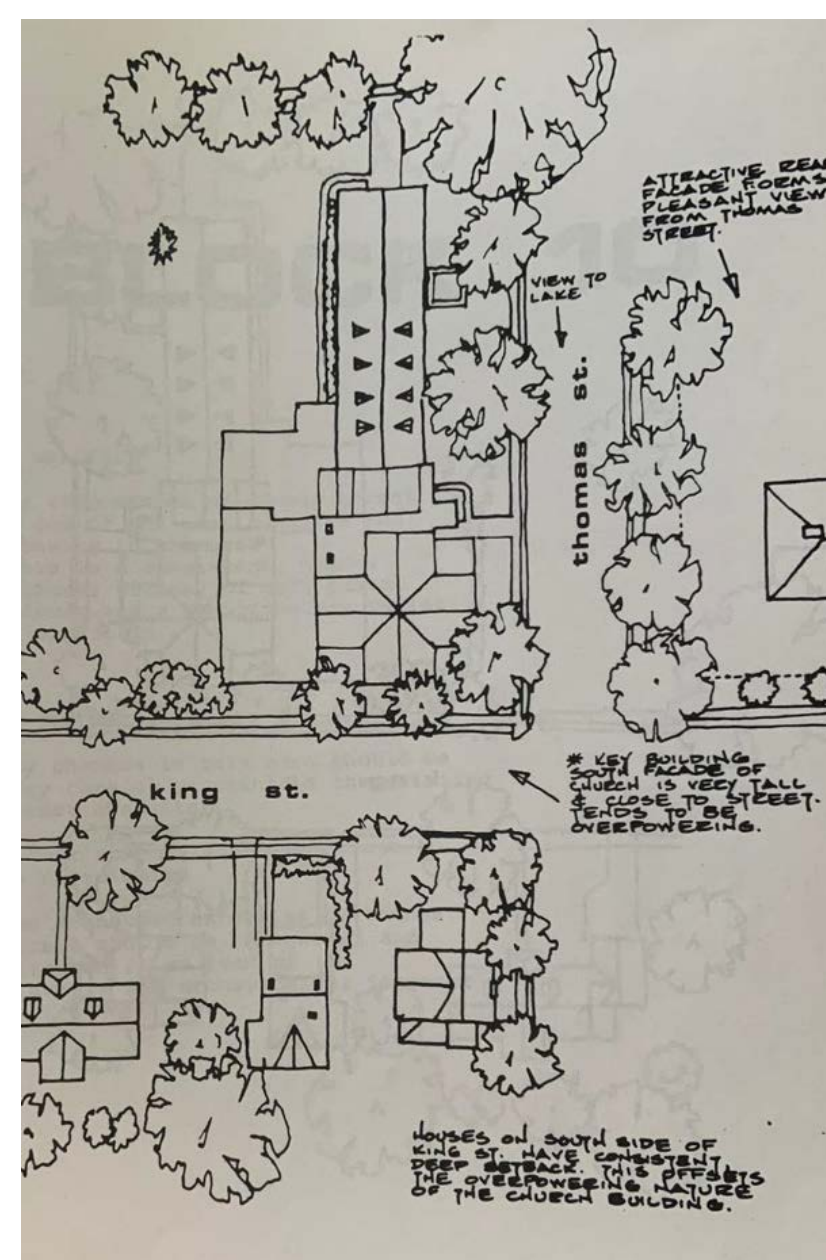 ATTRACTIVE REAR
FACADE FORMS
PLEASANT VIEW
FROM THOMAS
STREET.
VIEW TO
LAKE
thomas st.
* KEY BUILDING
SOUTH FACADE OF
CHURCH IS VERY TALL
& CLOSE TO STREET.
TENDS TO BE
OVERPOWERING.
king st.
HOUSES ON SOUTH SIDE OF
KING ST. HAVE CONSISTENT
DEEP SETBACK. THIS OFFSETS
THE OVERPOWERING NATURE
OF THE CHURCH BUILDING.